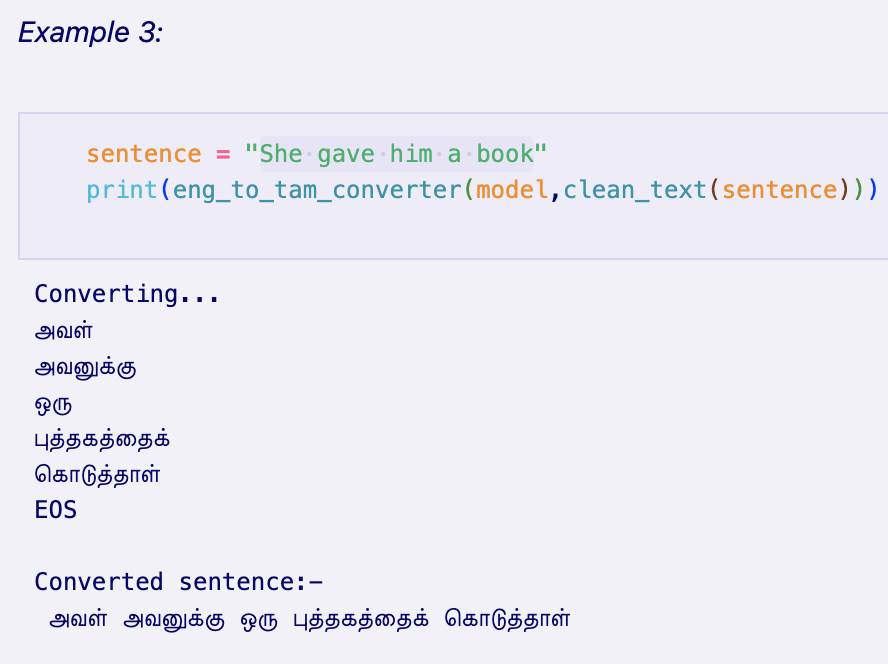 Example 3:
sentence = "She gave him a book"
print(eng_to_tam_converter(model,clean_text(sentence)))
Converting...
அவள்
அவனுக்கு
ஒரு
புத்தகத்தைக்
கொடுத்தாள்
EOS
Converted sentence:-
அவள் அவனுக்கு ஒரு புத்தகத்தைக் கொடுத்தாள்